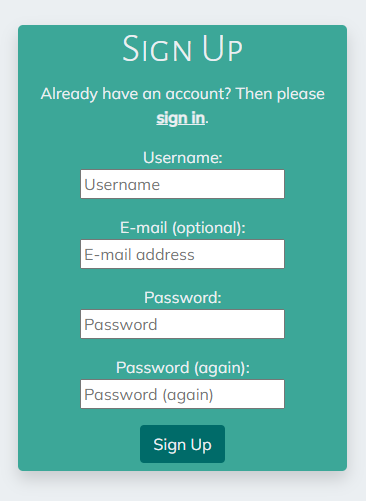 Sign Up
Already have an account? Then please
sign in.
Username:
Username
E-mail (optional):
E-mail address
Password:
Password
Password (again):
Password (again)
Sign Up